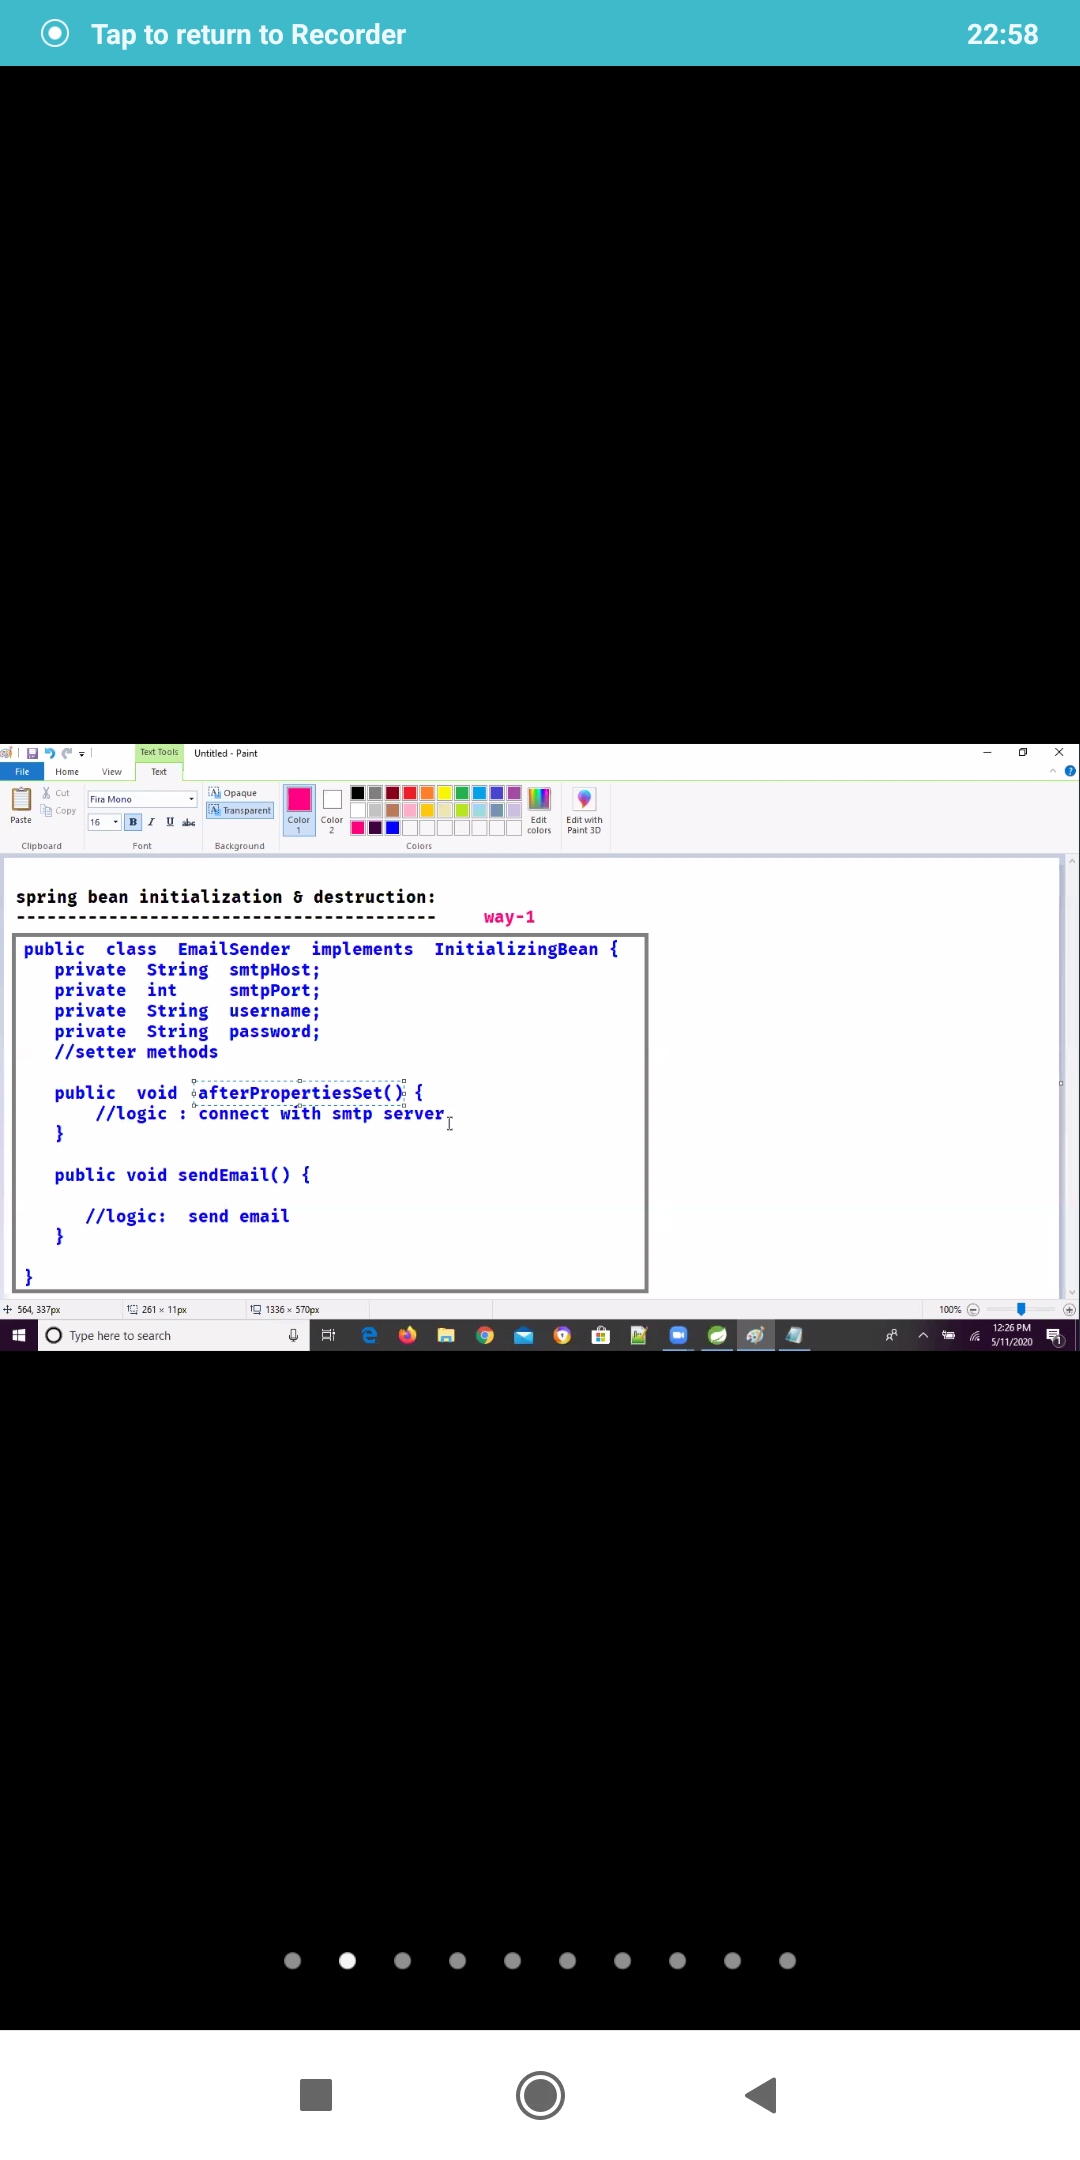 Tap to return to Recorder 22:58
Text Tools Untitled - Paint
File Home View Text
Paste Cut Copy Clipboard
Fira Mono
16 B I U abc
Font
Opaque
Transparent
Background
Color 1
Color 2
Edit colors
Colors
Edit with Paint 3D
spring bean initialization & destruction:
-----------------------------------------
way-1
public class EmailSender implements InitializingBean {
private String smtpHost;
private int smtpPort;
private String username;
private String password;
//setter methods
public void afterPropertiesSet() {
//logic : connect with smtp server
}
public void sendEmail() {
//logic: send email
}
}
564, 337px 261 × 11px 1336 × 570px 100%
Type here to search
12:26 PM
5/11/2020
1